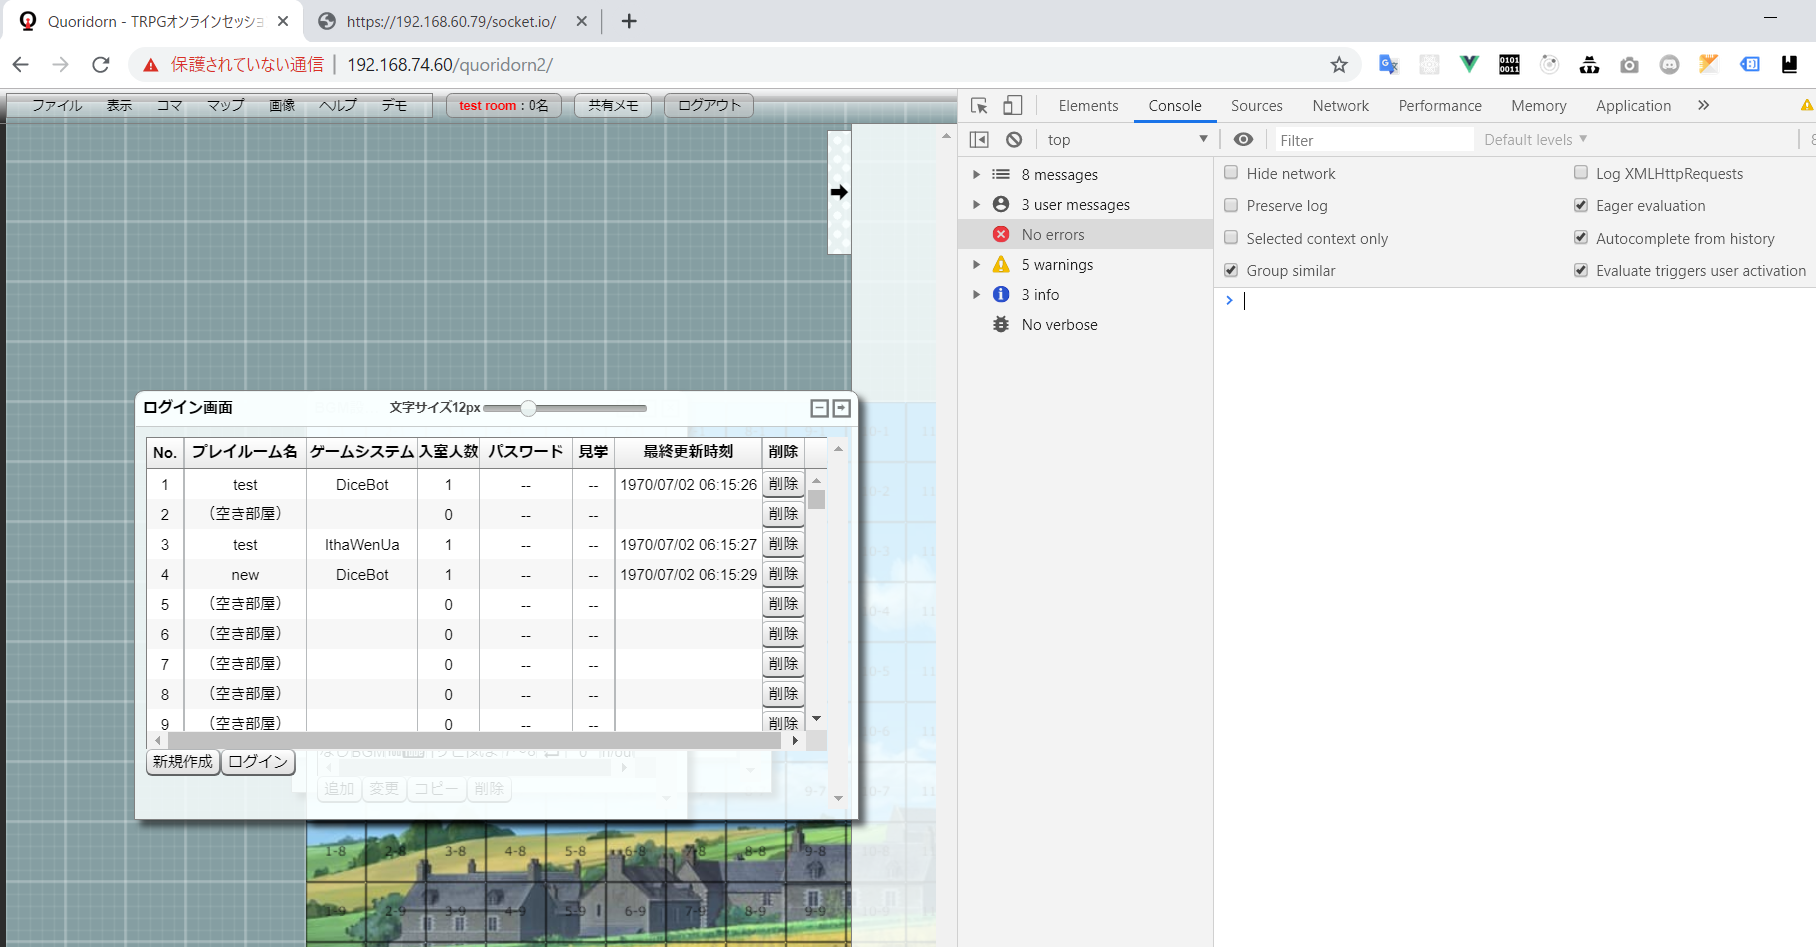 Quoridorn - TRPGオンラインセッショ
https://192.168.60.79/socket.io/
保護されていない通信
192.168.74.60/quoridorn2/
ファイル 表示 コマ マップ 画像 ヘルプ デモ
test room：0名
共有メモ
ログアウト
Elements Console Sources Network Performance Memory Application
top
Filter
Default levels
8 messages
3 user messages
No errors
5 warnings
3 info
No verbose
Hide network
Log XMLHttpRequests
Preserve log
Eager evaluation
Selected context only
Autocomplete from history
Group similar
Evaluate triggers user activation
ログイン画面
文字サイズ12px
No. プレイルーム名 ゲームシステム 入室人数 パスワード 見学 最終更新時刻 削除
1 test DiceBot 1 -- -- 1970/07/02 06:15:26 削除
2 （空き部屋） 0 -- -- 削除
3 test IthaWenUa 1 -- -- 1970/07/02 06:15:27 削除
4 new DiceBot 1 -- -- 1970/07/02 06:15:29 削除
5 （空き部屋） 0 -- -- 削除
6 （空き部屋） 0 -- -- 削除
7 （空き部屋） 0 -- -- 削除
8 （空き部屋） 0 -- -- 削除
9 （空き部屋） 0 -- -- 削除
新規作成 ログイン
追加 変更 コピー 削除
9-7 10-7
1-8 2-8 3-8 4-8 5-8 6-8 7-8 8-8 9-8 10-8
1-9 2-9 3-9 4-9 5-9 6-9 7-9 8-9 9-9 10-9